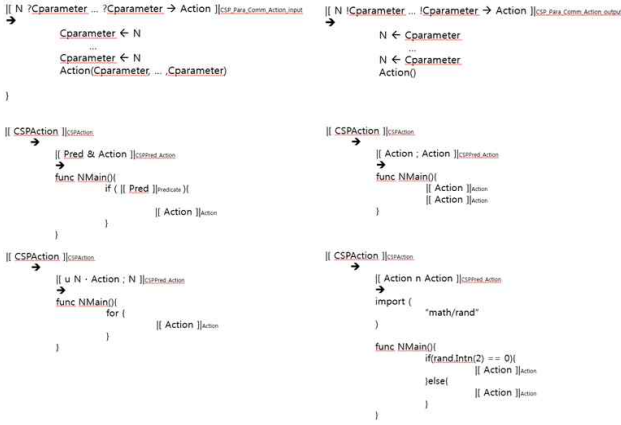 |[ N ?Cparameter ... ?Cparameter → Action ]|CSP_Para_Comm_Action_input
➔
Cparameter ← N
...
Cparameter ← N
Action(Cparameter, ... ,Cparameter)
}
|[ N !Cparameter ... !Cparameter → Action ]|CSP_Para_Comm_Action_output
➔
N ← Cparameter
...
N ← Cparameter
Action()
|[ CSPAction ]|CSPAction
➔
|[ Pred & Action ]|CSPPred_Action
➔
func NMain(){
if ( |[ Pred ]|Predicate ){
|[ Action ]|Action
}
}
|[ CSPAction ]|CSPAction
➔
|[ Action ; Action ]|CSPPred_Action
➔
func NMain(){
|[ Action ]|Action
|[ Action ]|Action
}
|[ CSPAction ]|CSPAction
➔
|[ u N · Action ; N ]|CSPPred_Action
➔
func NMain(){
for {
|[ Action ]|Action
}
}
|[ CSPAction ]|CSPAction
➔
|[ Action n Action ]|CSPPred_Action
➔
import (
"math/rand"
)
func NMain(){
if(rand.Intn(2) == 0){
|[ Action ]|Action
}else{
|[ Action ]|Action
}
}